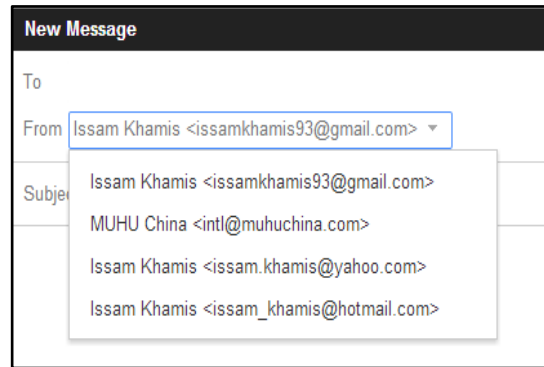 New Message
To
From Issam Khamis <issamkhamis93@gmail.com>
Issam Khamis <issamkhamis93@gmail.com>
Subje
MUHU China <intl@muhuchina.com>
Issam Khamis <issam.khamis@yahoo.com>
Issam Khamis <issam_khamis@hotmail.com>